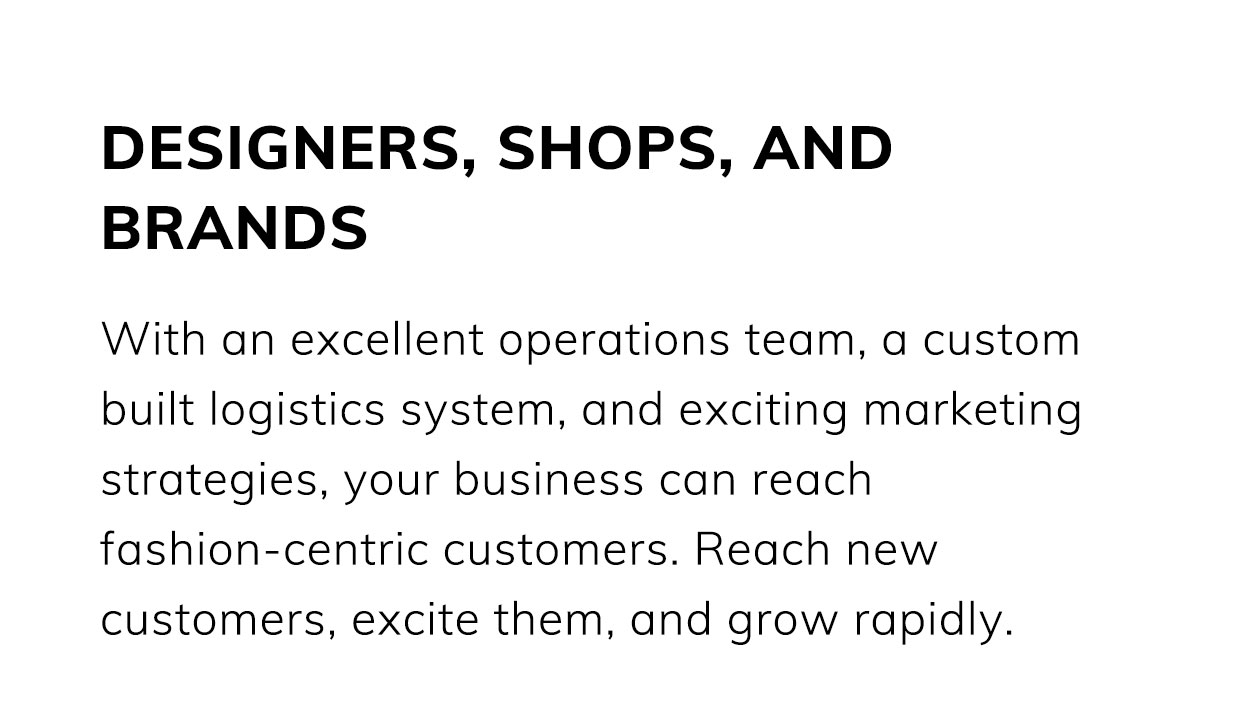 DESIGNERS, SHOPS, AND
BRANDS
With an excellent operations team, a custom
built logistics system, and exciting marketing
strategies, your business can reach
fashion-centric customers. Reach new
customers, excite them, and grow rapidly.